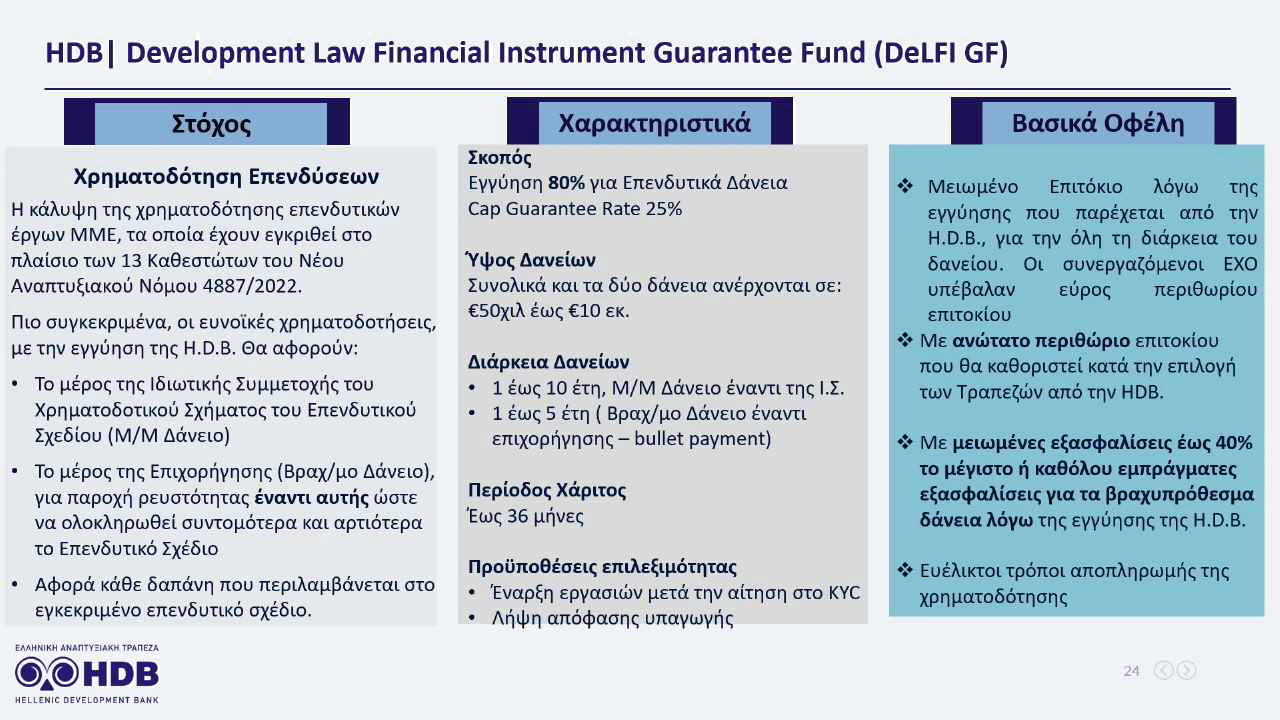 HDB| Development Law Financial Instrument Guarantee Fund (DeLFI GF)
Στόχος
Χρηματοδότηση Επενδύσεων
Η κάλυψη της χρηματοδότησης επενδυτικών
έργων ΜΜΕ, τα οποία έχουν εγκριθεί στο
πλαίσιο των 13 Καθεστώτων του Νέου
Αναπτυξιακού Νόμου 4887/2022.
Πιο συγκεκριμένα, οι ευνοϊκές χρηματοδοτήσεις,
με την εγγύηση της H.D.B. Θα αφορούν:
• Το μέρος της Ιδιωτικής Συμμετοχής του
Χρηματοδοτικού Σχήματος του Επενδυτικού
Σχεδίου (Μ/Μ Δάνειο)
• Το μέρος της Επιχορήγησης (Βραχ/μο Δάνειο),
για παροχή ρευστότητας έναντι αυτής ώστε
να ολοκληρωθεί συντομότερα και αρτιότερα
το Επενδυτικό Σχέδιο
• Αφορά κάθε δαπάνη που περιλαμβάνεται στο
εγκεκριμένο επενδυτικό σχέδιο.
Χαρακτηριστικά
Σκοπός
Εγγύηση 80% για Επενδυτικά Δάνεια
Cap Guarantee Rate 25%
Ύψος Δανείων
Συνολικά και τα δύο δάνεια ανέρχονται σε:
€50χιλ έως €10 εκ.
Διάρκεια Δανείων
• 1 έως 10 έτη, Μ/Μ Δάνειο έναντι της Ι.Σ.
• 1 έως 5 έτη ( Βραχ/μο Δάνειο έναντι
επιχορήγησης – bullet payment)
Περίοδος Χάριτος
Έως 36 μήνες
Προϋποθέσεις επιλεξιμότητας
• Έναρξη εργασιών μετά την αίτηση στο KYC
• Λήψη απόφασης υπαγωγής
Βασικά Οφέλη
❖ Μειωμένο Επιτόκιο λόγω της
εγγύησης που παρέχεται από την
H.D.B., για την όλη τη διάρκεια του
δανείου. Οι συνεργαζόμενοι ΕΧΟ
υπέβαλαν εύρος περιθωρίου
επιτοκίου
❖ Με ανώτατο περιθώριο επιτοκίου
που θα καθοριστεί κατά την επιλογή
των Τραπεζών από την HDB.
❖ Με μειωμένες εξασφαλίσεις έως 40%
το μέγιστο ή καθόλου εμπράγματες
εξασφαλίσεις για τα βραχυπρόθεσμα
δάνεια λόγω της εγγύησης της H.D.B.
❖ Ευέλικτοι τρόποι αποπληρωμής της
χρηματοδότησης
ΕΛΛΗΝΙΚΗ ΑΝΑΠΤΥΞΙΑΚΗ ΤΡΑΠΕΖΑ
HDB
HELLENIC DEVELOPMENT BANK
24